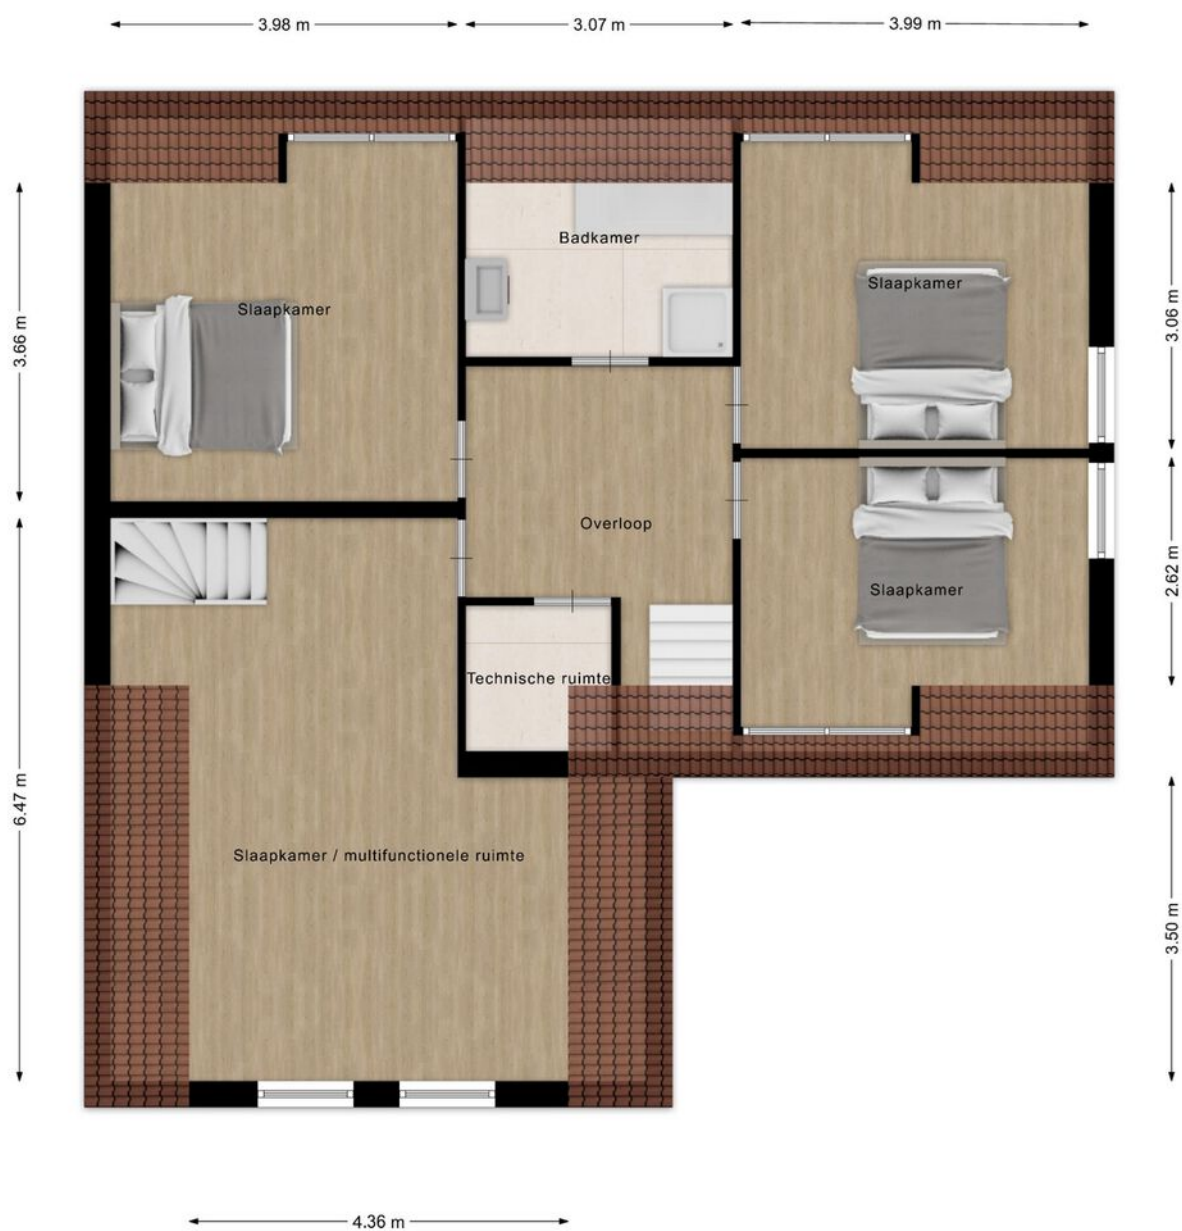 3.98 m
3.07 m
3.99 m
Badkamer
Slaapkamer
Slaapkamer
3.66 m
3.06 m
Overloop
Slaapkamer
2.62 m
Technische ruimte
6.47 m
Slaapkamer / multifunctionele ruimte
3.50 m
4.36 m